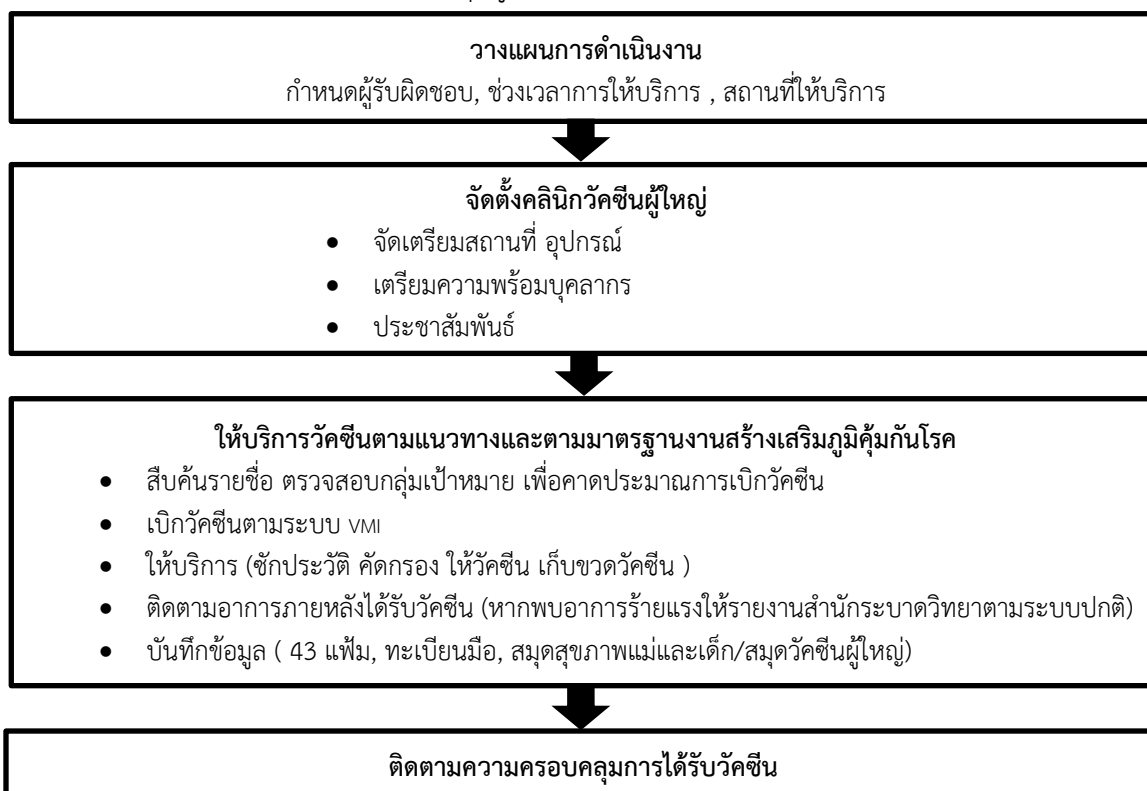 วางแผนการดำเนินงาน
กำหนดผู้รับผิดชอบ, ช่วงเวลาการให้บริการ , สถานที่ให้บริการ
จัดตั้งคลินิกวัคซีนผู้ใหญ่
• จัดเตรียมสถานที่ อุปกรณ์
• เตรียมความพร้อมบุคลากร
• ประชาสัมพันธ์
ให้บริการวัคซีนตามแนวทางและตามมาตรฐานงานสร้างเสริมภูมิคุ้มกันโรค
• สืบค้นรายชื่อ ตรวจสอบกลุ่มเป้าหมาย เพื่อคาดประมาณการเบิกวัคซีน
• เบิกวัคซีนตามระบบ VMI
• ให้บริการ (ซักประวัติ คัดกรอง ให้วัคซีน เก็บขวดวัคซีน )
• ติดตามอาการภายหลังได้รับวัคซีน (หากพบอาการร้ายแรงให้รายงานสำนักระบาดวิทยาตามระบบปกติ)
• บันทึกข้อมูล ( 43 แฟ้ม, ทะเบียนมือ, สมุดสุขภาพแม่และเด็ก/สมุดวัคซีนผู้ใหญ่)
ติดตามความครอบคลุมการได้รับวัคซีน